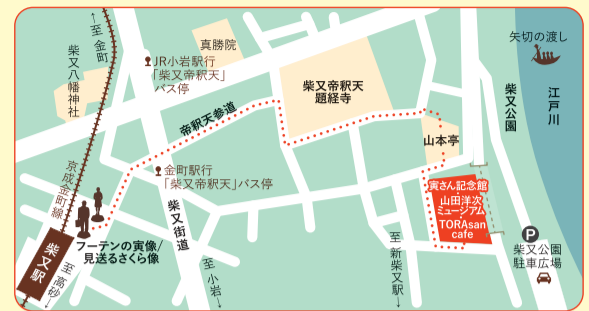 ←至 金町
柴又八幡神社
真勝院
JR小岩駅行
「柴又帝釈天」
バス停
帝釈天参道
柴又帝釈天
題経寺
矢切の渡し
柴又公園
江戸川
山本亭
金町駅行
「柴又帝釈天」バス停
京成金町線
柴又街道
寅さん記念館
山田洋次
ミュージアム
TORAsan
cafe
フーテンの寅像/
見送るさくら像
柴又駅
至 高砂→
至 小岩→
至 新柴又駅→
P
柴又公園
駐車広場